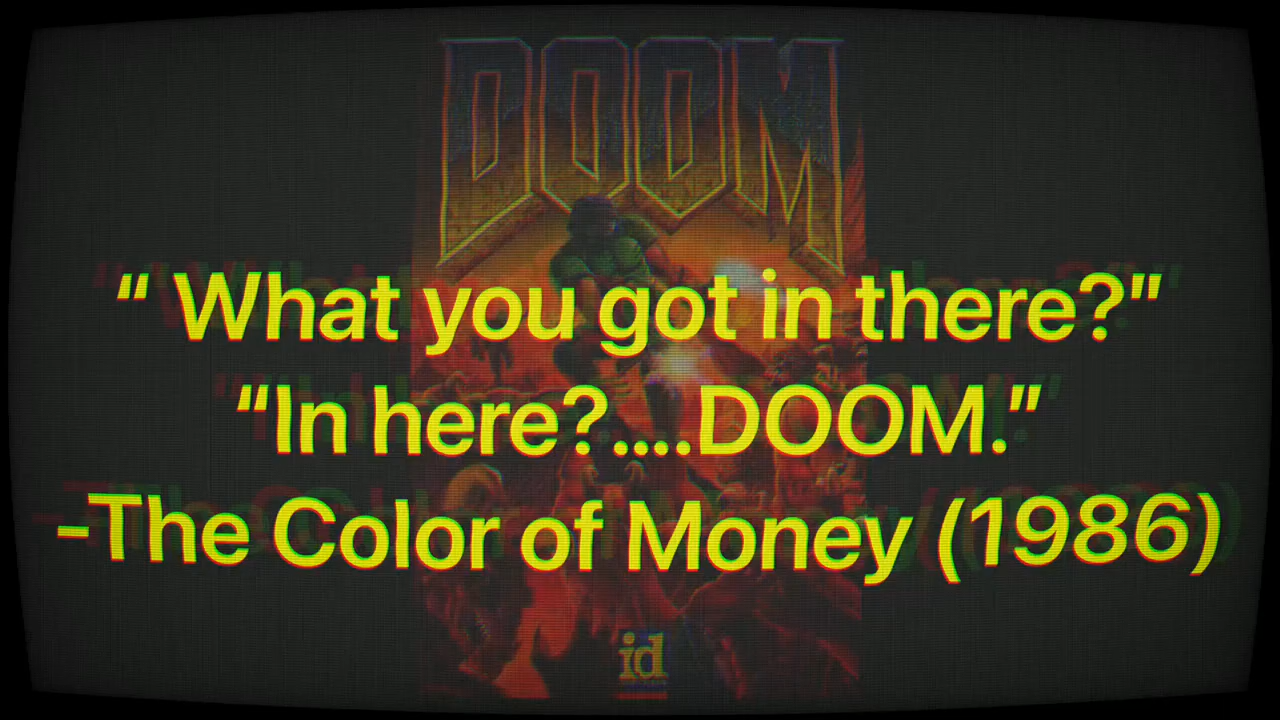 DOOM
“ What you got in there?”
“In here?....DOOM.”
-The Color of Money (1986)
id